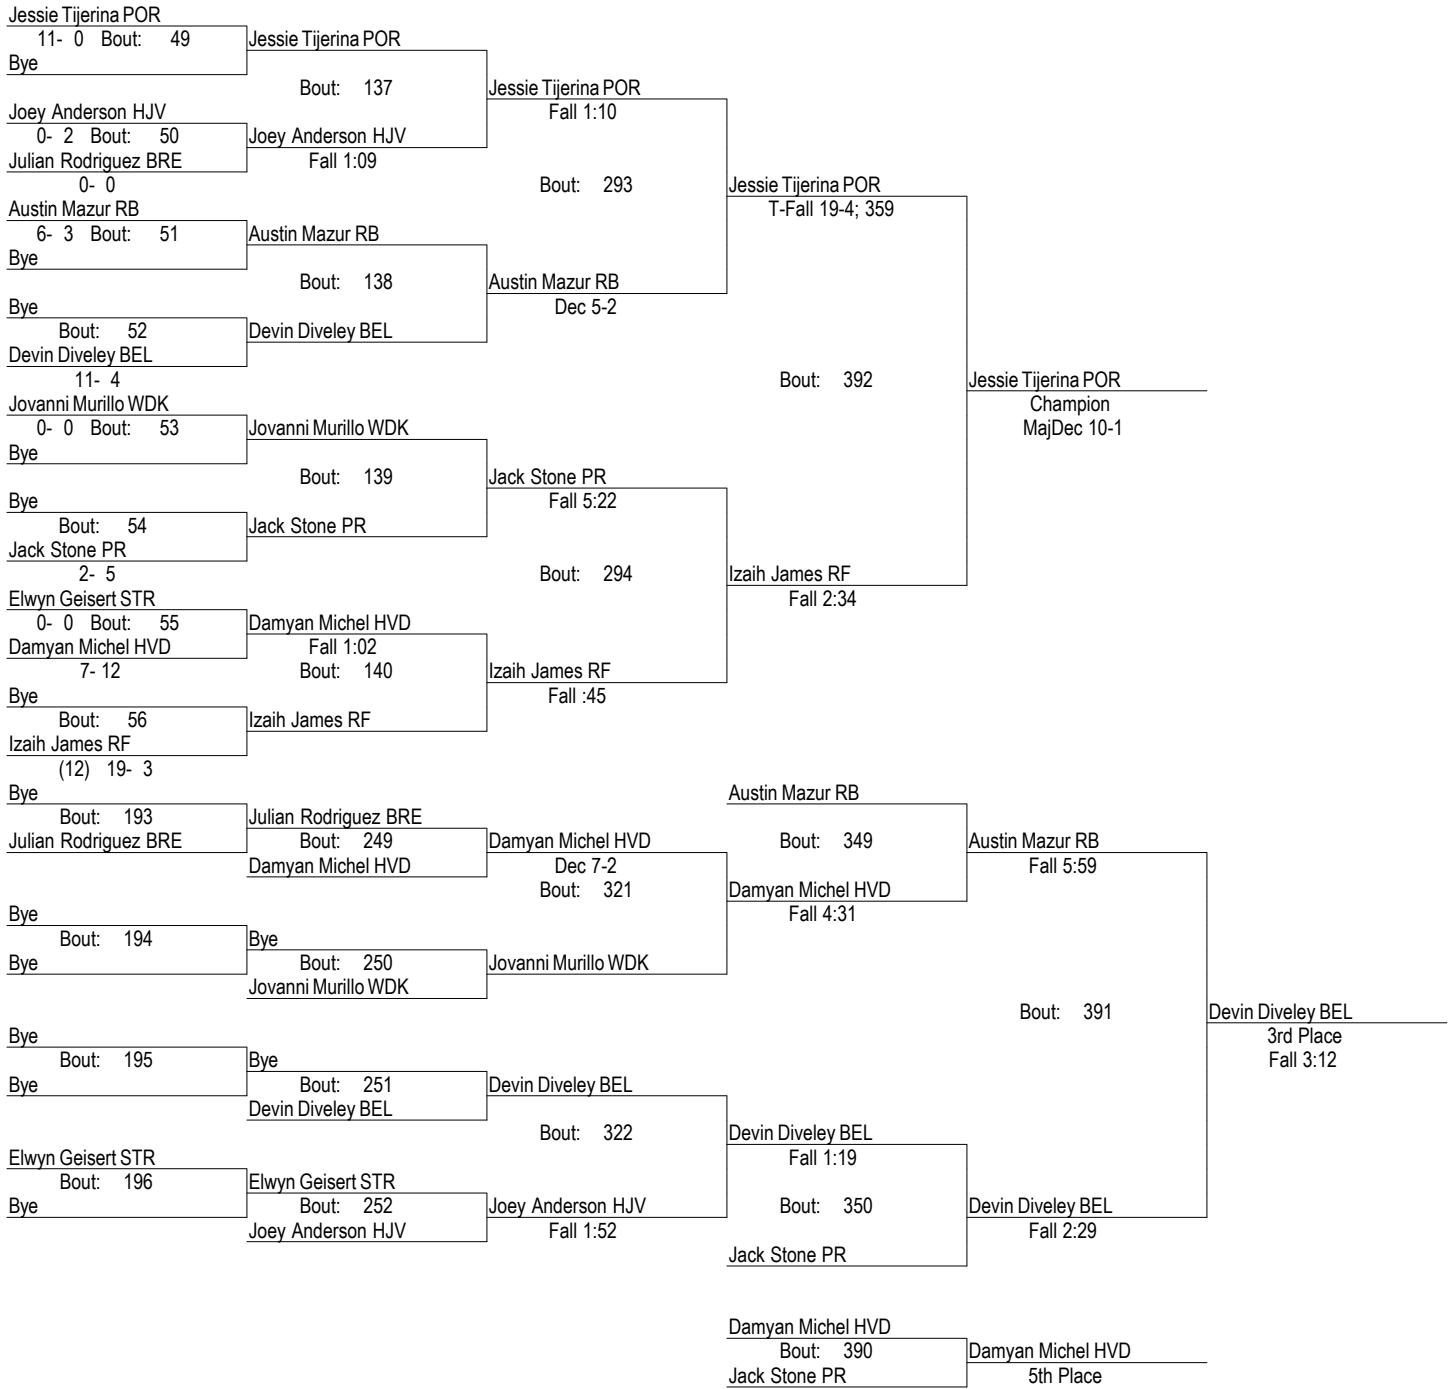 Jessie Tijerina POR
11- 0 Bout: 49 Jessie Tijerina POR
Bye
Bout: 137 Jessie Tijerina POR
Joey Anderson HJV Fall 1:10
0- 2 Bout: 50 Joey Anderson HJV
Julian Rodriguez BRE Fall 1:09
0- 0 Bout: 293 Jessie Tijerina POR
Austin Mazur RB T-Fall 19-4; 359
6- 3 Bout: 51 Austin Mazur RB
Bye
Bout: 138 Austin Mazur RB
Bye Dec 5-2
Bout: 52 Devin Diveley BEL
Devin Diveley BEL
11- 4 Bout: 392 Jessie Tijerina POR
Jovanni Murillo WDK Champion
0- 0 Bout: 53 Jovanni Murillo WDK MajDec 10-1
Bye
Bout: 139 Jack Stone PR
Bye Fall 5:22
Bout: 54 Jack Stone PR
Jack Stone PR
2- 5 Bout: 294 Izaih James RF
Elwyn Geisert STR Fall 2:34
0- 0 Bout: 55 Damyan Michel HVD
Damyan Michel HVD Fall 1:02
7- 12 Bout: 140 Izaih James RF
Bye Fall :45
Bout: 56 Izaih James RF
Izaih James RF
(12) 19- 3
Bye Austin Mazur RB
Bout: 193 Julian Rodriguez BRE
Julian Rodriguez BRE Bout: 249 Damyan Michel HVD Bout: 349 Austin Mazur RB
Damyan Michel HVD Dec 7-2 Fall 5:59
Bout: 321 Damyan Michel HVD
Bye Fall 4:31
Bout: 194 Bye
Bye Bout: 250 Jovanni Murillo WDK
Jovanni Murillo WDK
Bout: 391 Devin Diveley BEL
Bye 3rd Place
Bout: 195 Bye Fall 3:12
Bye Bout: 251 Devin Diveley BEL
Devin Diveley BEL
Bout: 322 Devin Diveley BEL
Elwyn Geisert STR Fall 1:19
Bout: 196 Elwyn Geisert STR
Bye Bout: 252 Joey Anderson HJV Bout: 350 Devin Diveley BEL
Joey Anderson HJV Fall 1:52 Fall 2:29
Jack Stone PR
Damyan Michel HVD
Bout: 390 Damyan Michel HVD
Jack Stone PR 5th Place